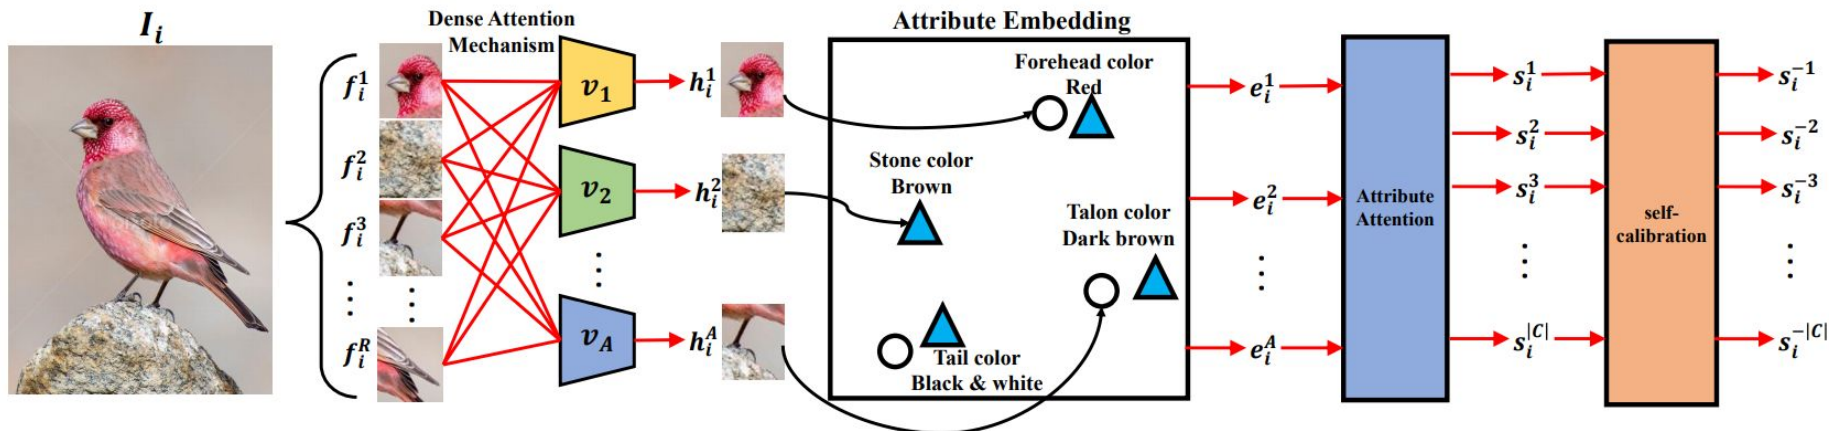 I_i
Dense Attention
Mechanism
Attribute Embedding
f_i^1
f_i^2
f_i^3
⋮
⋮
f_i^R
v_1
v_2
⋮
v_A
h_i^1
h_i^2
h_i^A
Forehead color
Red
Stone color
Brown
Talon color
Dark brown
Tail color
Black & white
e_i^1
e_i^2
⋮
e_i^A
Attribute
Attention
s_i^1
s_i^2
s_i^3
⋮
s_i^{|C|}
self-
calibration
s_i^{-1}
s_i^{-2}
s_i^{-3}
⋮
s_i^{-|C|}